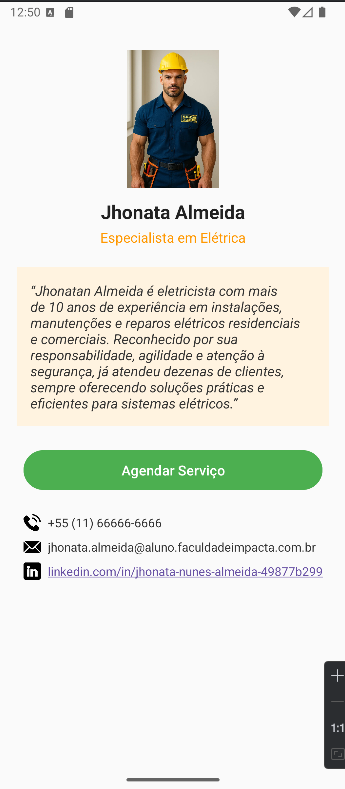 12:50
Jhonata Almeida
Especialista em Elétrica
“Jhonatan Almeida é eletricista com mais
de 10 anos de experiência em instalações,
manutenções e reparos elétricos residenciais
e comerciais. Reconhecido por sua
responsabilidade, agilidade e atenção à
segurança, já atendeu dezenas de clientes,
sempre oferecendo soluções práticas e
eficientes para sistemas elétricos.”
Agendar Serviço
+55 (11) 66666-6666
jhonata.almeida@aluno.faculdadeimpacta.com.br
in linkedin.com/in/jhonata-nunes-almeida-49877b299
1:1